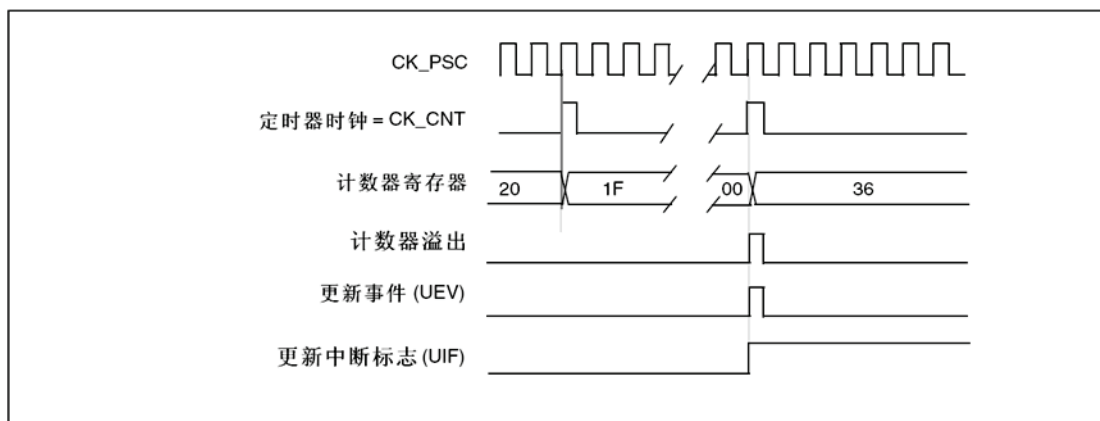 CK_PSC
定时器时钟 = CK_CNT
计数器寄存器 20 1F 00 36
计数器溢出
更新事件 (UEV)
更新中断标志 (UIF)